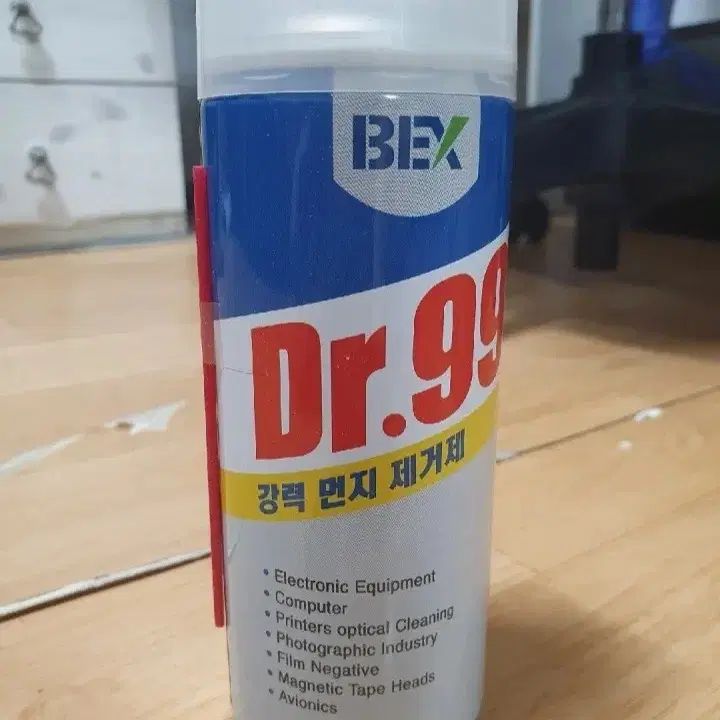 BEX
Dr.99
강력 먼지 제거제
• Electronic Equipment
• Computer
• Printers optical Cleaning
• Photographic Industry
• Film Negative
• Magnetic Tape Heads
• Avionics